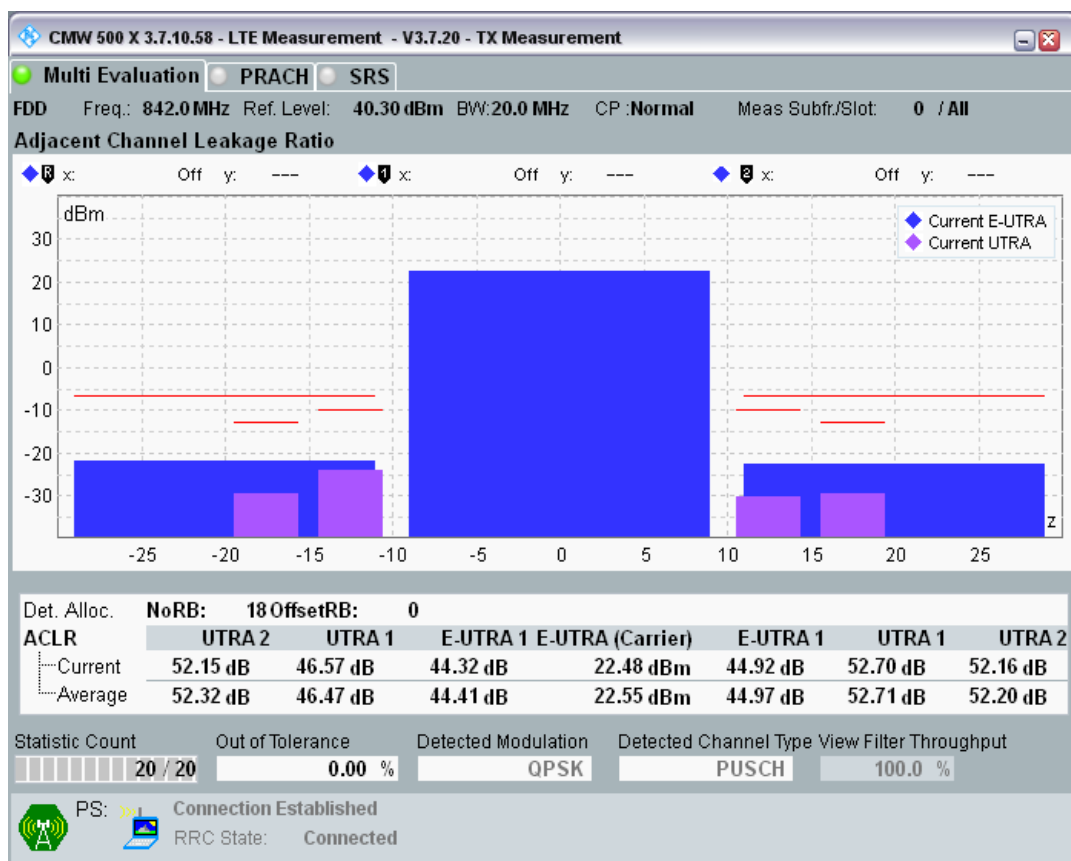 CMW 500 X 3.7.10.58 - LTE Measurement - V3.7.20 - TX Measurement
Multi Evaluation PRACH SRS
FDD Freq.: 842.0 MHz Ref. Level: 40.30 dBm BW:20.0 MHz CP :Normal Meas Subfr./Slot: 0 / All
Adjacent Channel Leakage Ratio
R x: Off y: --- 1 x: Off y: --- 2 x: Off y: ---
dBm
Current E-UTRA
Current UTRA
30
20
10
0
-10
-20
-30
z
-25 -20 -15 -10 -5 0 5 10 15 20 25
Det. Alloc. NoRB: 18 OffsetRB: 0
ACLR UTRA 2 UTRA 1 E-UTRA 1 E-UTRA (Carrier) E-UTRA 1 UTRA 1 UTRA 2
Current 52.15 dB 46.57 dB 44.32 dB 22.48 dBm 44.92 dB 52.70 dB 52.16 dB
Average 52.32 dB 46.47 dB 44.41 dB 22.55 dBm 44.97 dB 52.71 dB 52.20 dB
Statistic Count Out of Tolerance Detected Modulation Detected Channel Type View Filter Throughput
20 / 20 0.00 % QPSK PUSCH 100.0 %
PS: Connection Established
RRC State: Connected